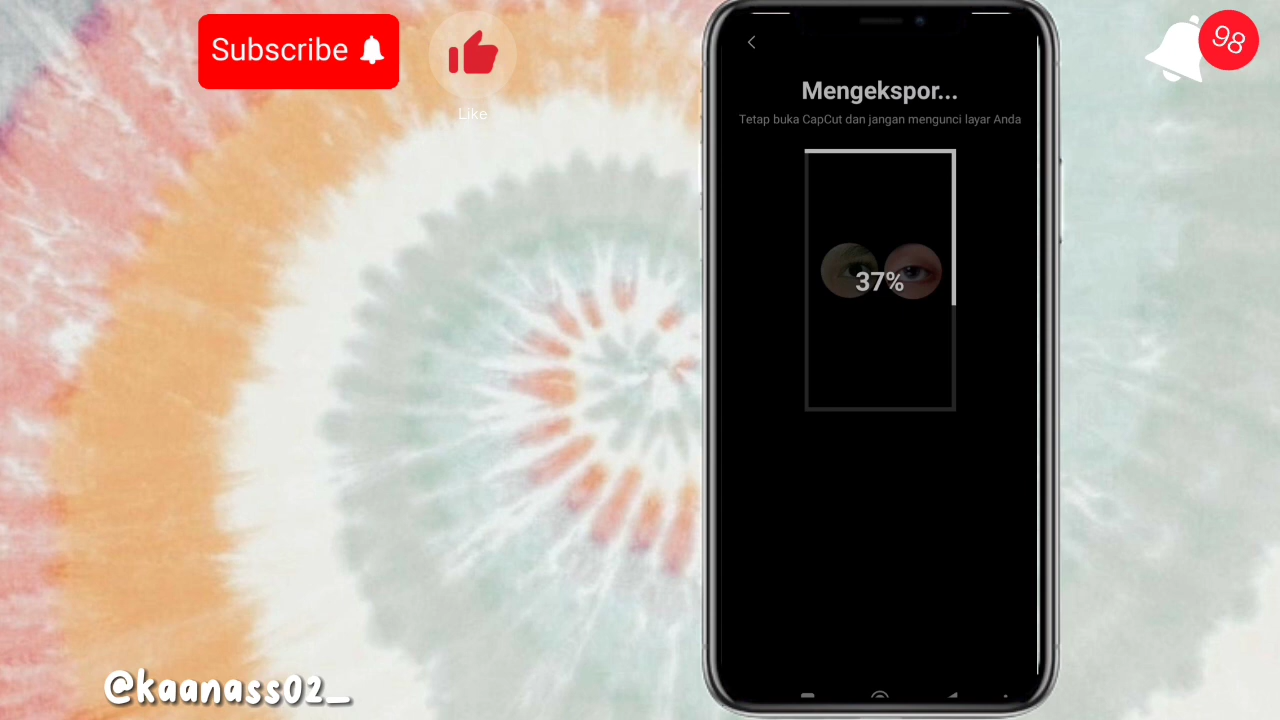 Subscribe
Like
98
Mengekspor...
Tetap buka CapCut dan jangan mengunci layar Anda
37%
@kaanass02_